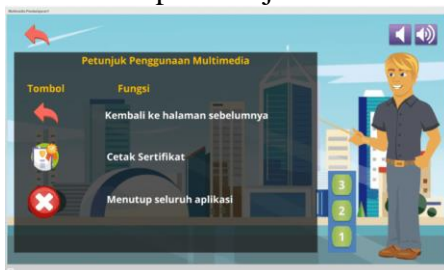 Petunjuk Penggunaan Multimedia
Tombol Fungsi
Kembali ke halaman sebelumnya
Cetak Sertifikat
Menutup seluruh aplikasi
3
2
1